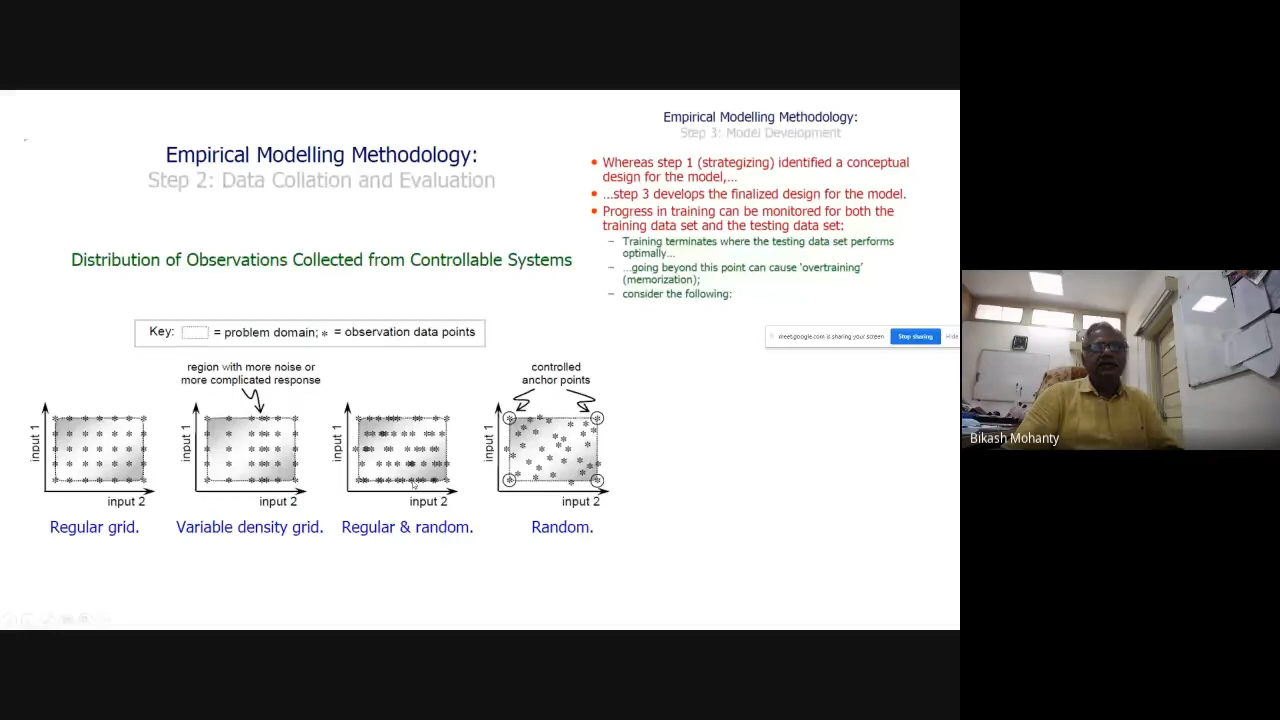 Empirical Modelling Methodology:
Step 2: Data Collation and Evaluation
Distribution of Observations Collected from Controllable Systems
Key: = problem domain; * = observation data points
region with more noise or
more complicated response
controlled
anchor points
input 1
input 2
Regular grid.
input 1
input 2
Variable density grid.
input 1
input 2
Regular & random.
input 1
input 2
Random.
Empirical Modelling Methodology:
Step 3: Model Development
• Whereas step 1 (strategizing) identified a conceptual
design for the model,…
• …step 3 develops the finalized design for the model.
• Progress in training can be monitored for both the
training data set and the testing data set:
– Training terminates where the testing data set performs
optimally…
– …going beyond this point can cause ‘overtraining’
(memorization);
– consider the following:
meet.google.com is sharing your screen. Stop sharing Hide
Bikash Mohanty